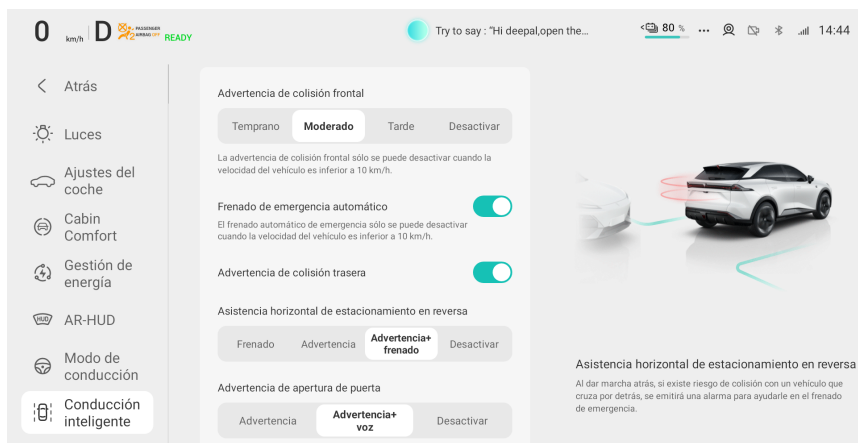 0 km/h D PASSENGER AIRBAG OFF READY
Try to say : "Hi deepal,open the...
< 80 % ... 14:44
Atrás
Luces
Ajustes del
coche
Cabin
Comfort
Gestión de
energía
HUD AR-HUD
Modo de
conducción
Conducción
inteligente
Advertencia de colisión frontal
Temprano Moderado Tarde Desactivar
La advertencia de colisión frontal sólo se puede desactivar cuando la
velocidad del vehículo es inferior a 10 km/h.
Frenado de emergencia automático
El frenado automático de emergencia sólo se puede desactivar
cuando la velocidad del vehículo es inferior a 10 km/h.
Advertencia de colisión trasera
Asistencia horizontal de estacionamiento en reversa
Frenado Advertencia Advertencia+
frenado Desactivar
Advertencia de apertura de puerta
Advertencia Advertencia+
voz Desactivar
Asistencia horizontal de estacionamiento en reversa
Al dar marcha atrás, si existe riesgo de colisión con un vehículo que
cruza por detrás, se emitirá una alarma para ayudarle en el frenado
de emergencia.